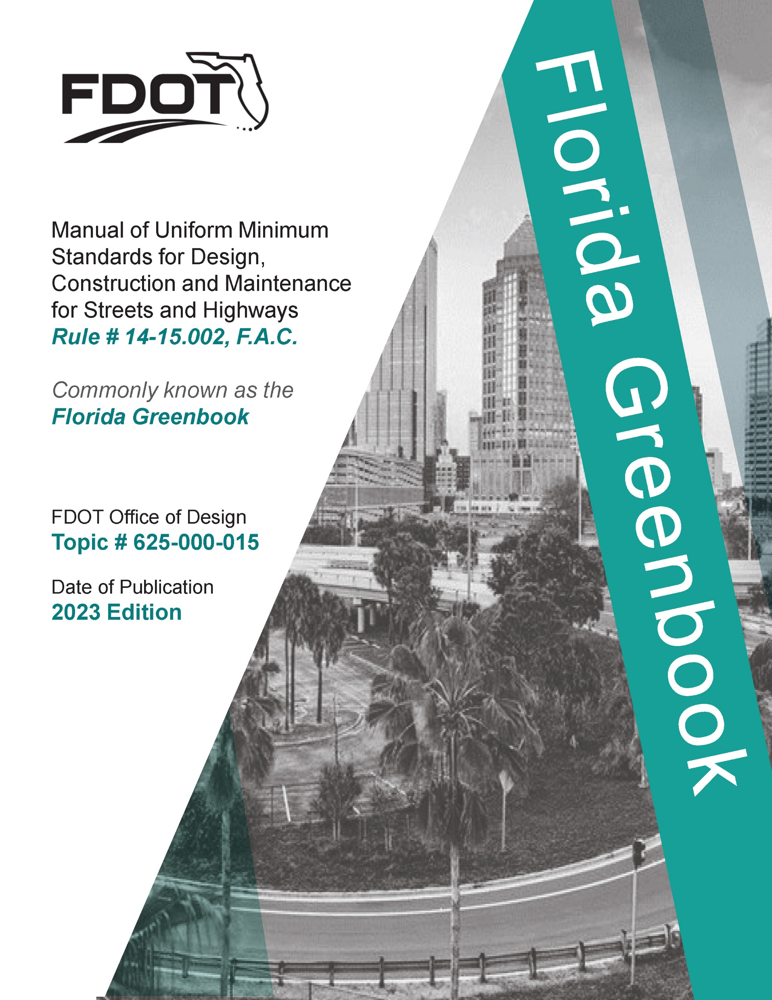 FDOT
Manual of Uniform Minimum
Standards for Design,
Construction and Maintenance
for Streets and Highways
Rule # 14-15.002, F.A.C.
Commonly known as the
Florida Greenbook
FDOT Office of Design
Topic # 625-000-015
Date of Publication
2023 Edition
Florida Greenbook